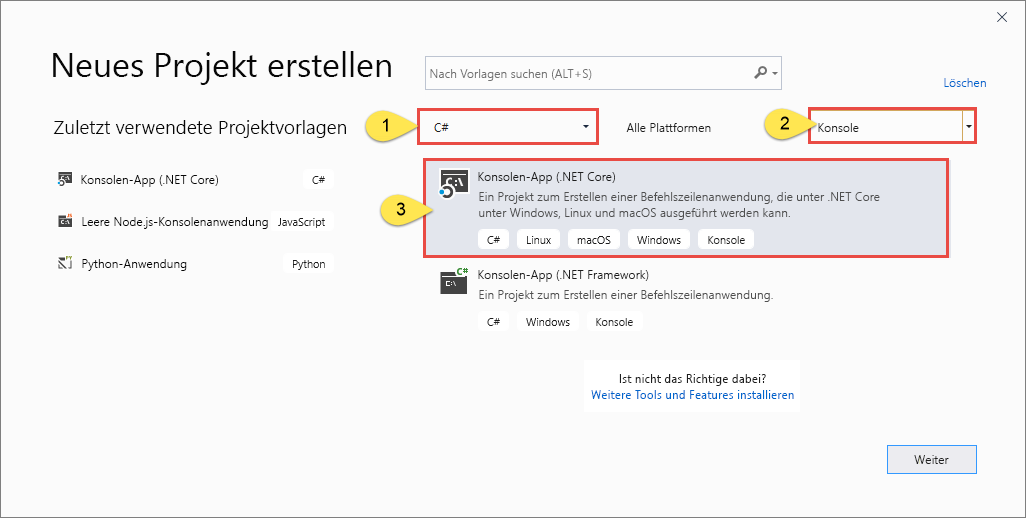 Neues Projekt erstellen
Nach Vorlagen suchen (ALT+S)
Löschen
Zuletzt verwendete Projektvorlagen
1
C#
Alle Plattformen
2
Konsole
Konsolen-App (.NET Core)
C#
Leere Node.js-Konsolenanwendung
JavaScript
Python-Anwendung
Python
3
C:\
Konsolen-App (.NET Core)
Ein Projekt zum Erstellen einer Befehlszeilenanwendung, die unter .NET Core
unter Windows, Linux und macOS ausgeführt werden kann.
C# Linux macOS Windows Konsole
C#
C:\
Konsolen-App (.NET Framework)
Ein Projekt zum Erstellen einer Befehlszeilenanwendung.
C# Windows Konsole
Ist nicht das Richtige dabei?
Weitere Tools und Features installieren
Weiter